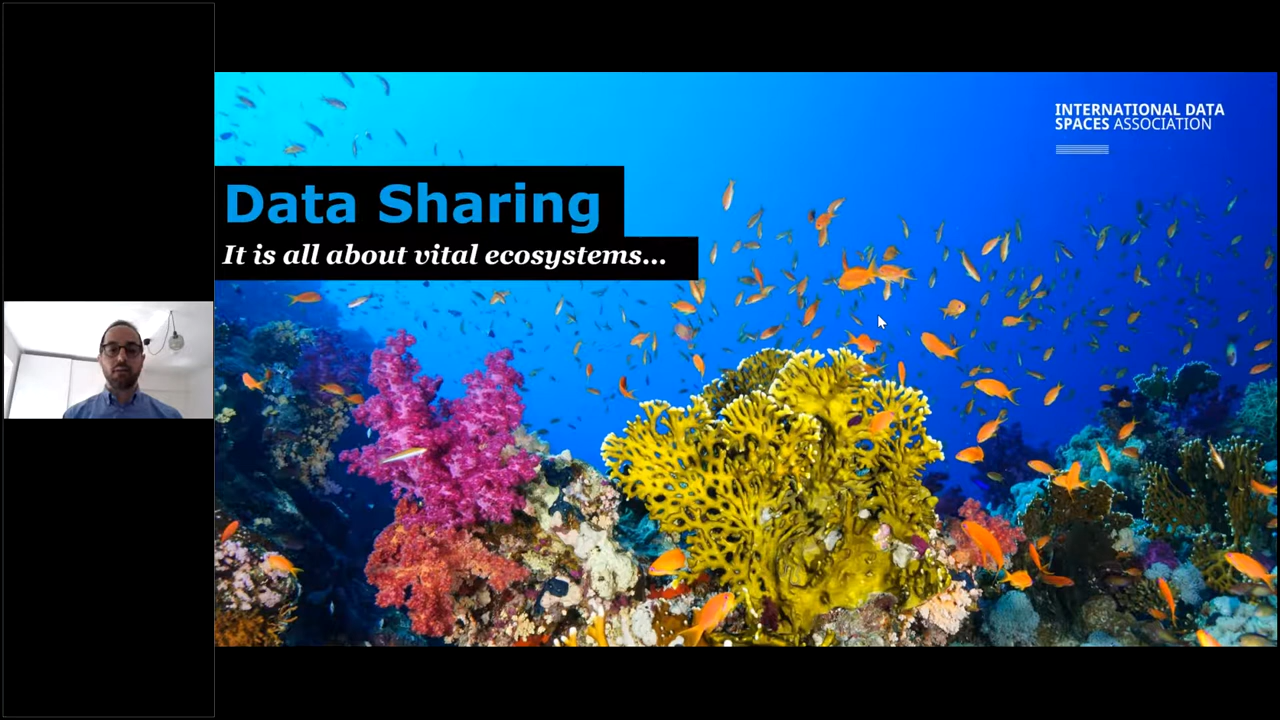 INTERNATIONAL DATA
SPACES ASSOCIATION
Data Sharing
It is all about vital ecosystems...